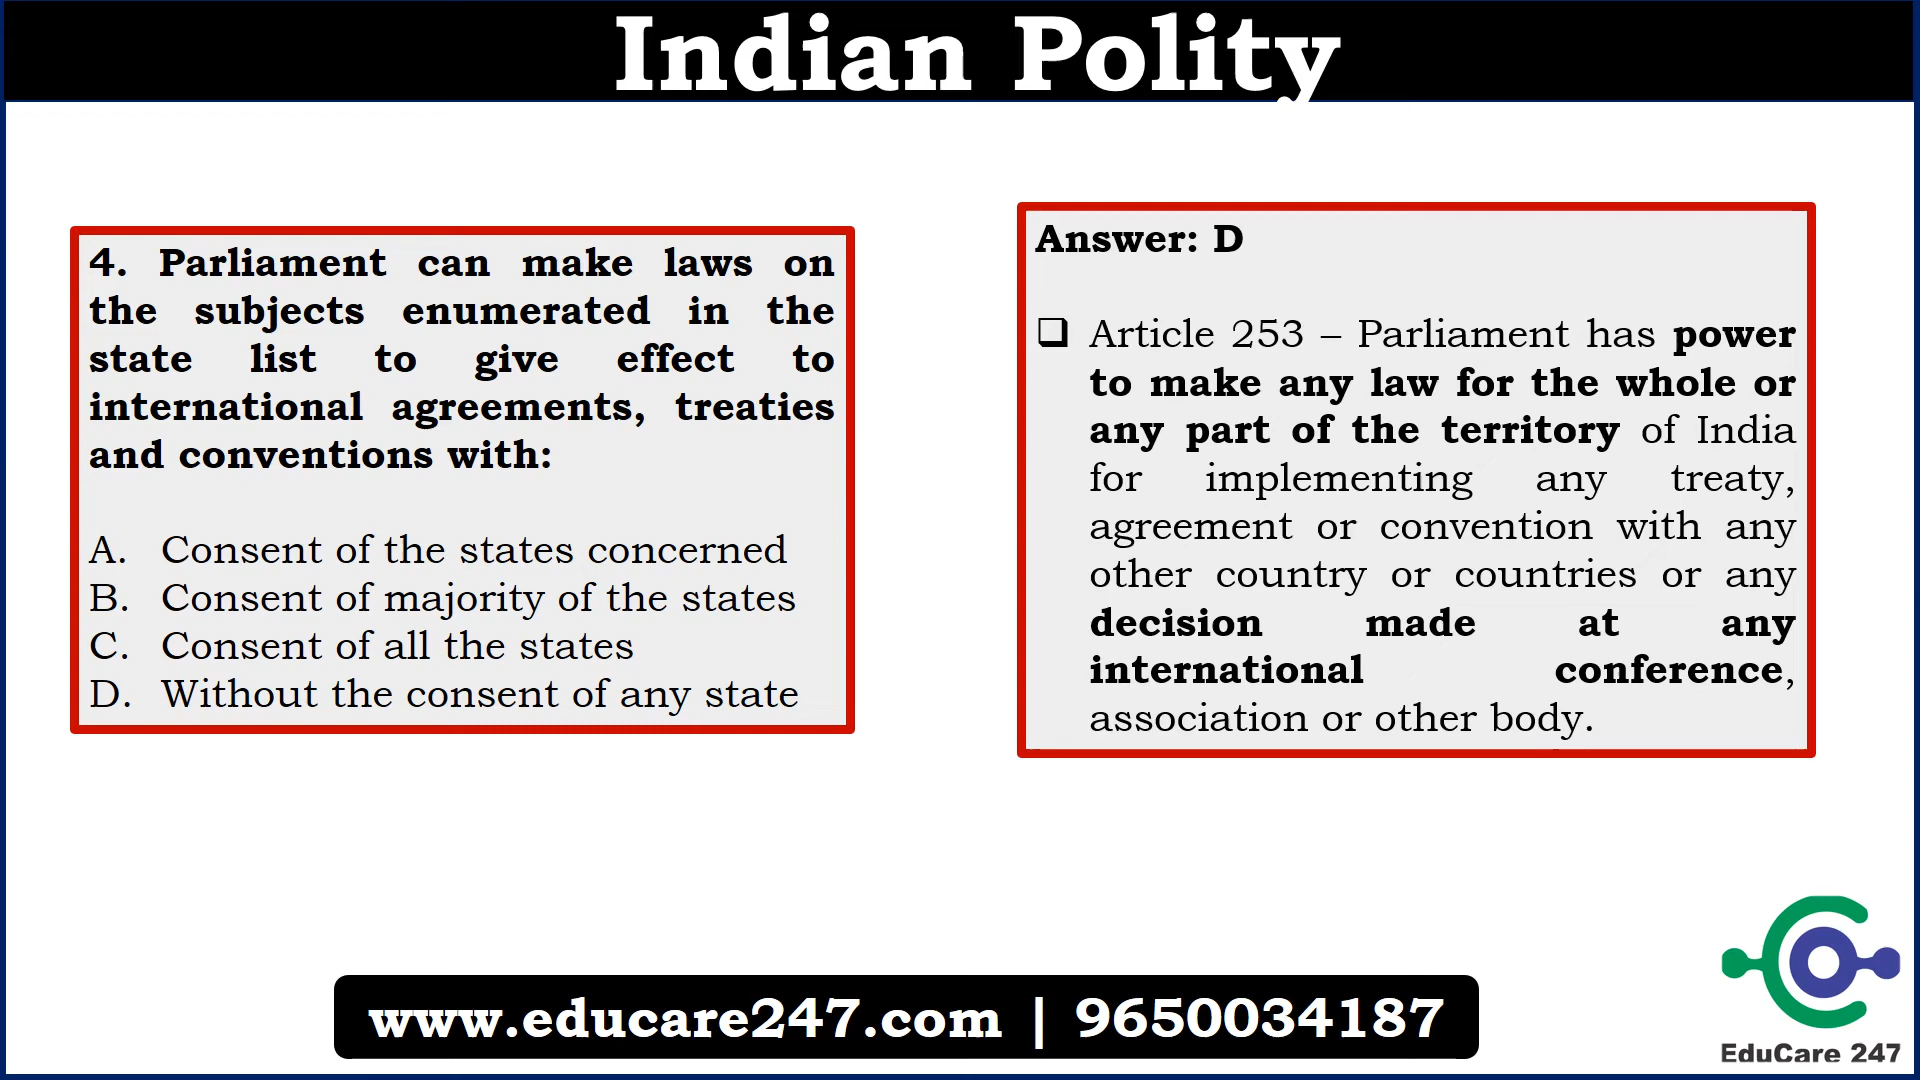 Indian Polity
4. Parliament can make laws on
the subjects enumerated in the
state list to give effect to
international agreements, treaties
and conventions with:
A. Consent of the states concerned
B. Consent of majority of the states
C. Consent of all the states
D. Without the consent of any state
Answer: D
❑ Article 253 – Parliament has power
to make any law for the whole or
any part of the territory of India
for implementing any treaty,
agreement or convention with any
other country or countries or any
decision made at any
international conference,
association or other body.
www.educare247.com | 9650034187
EduCare 247